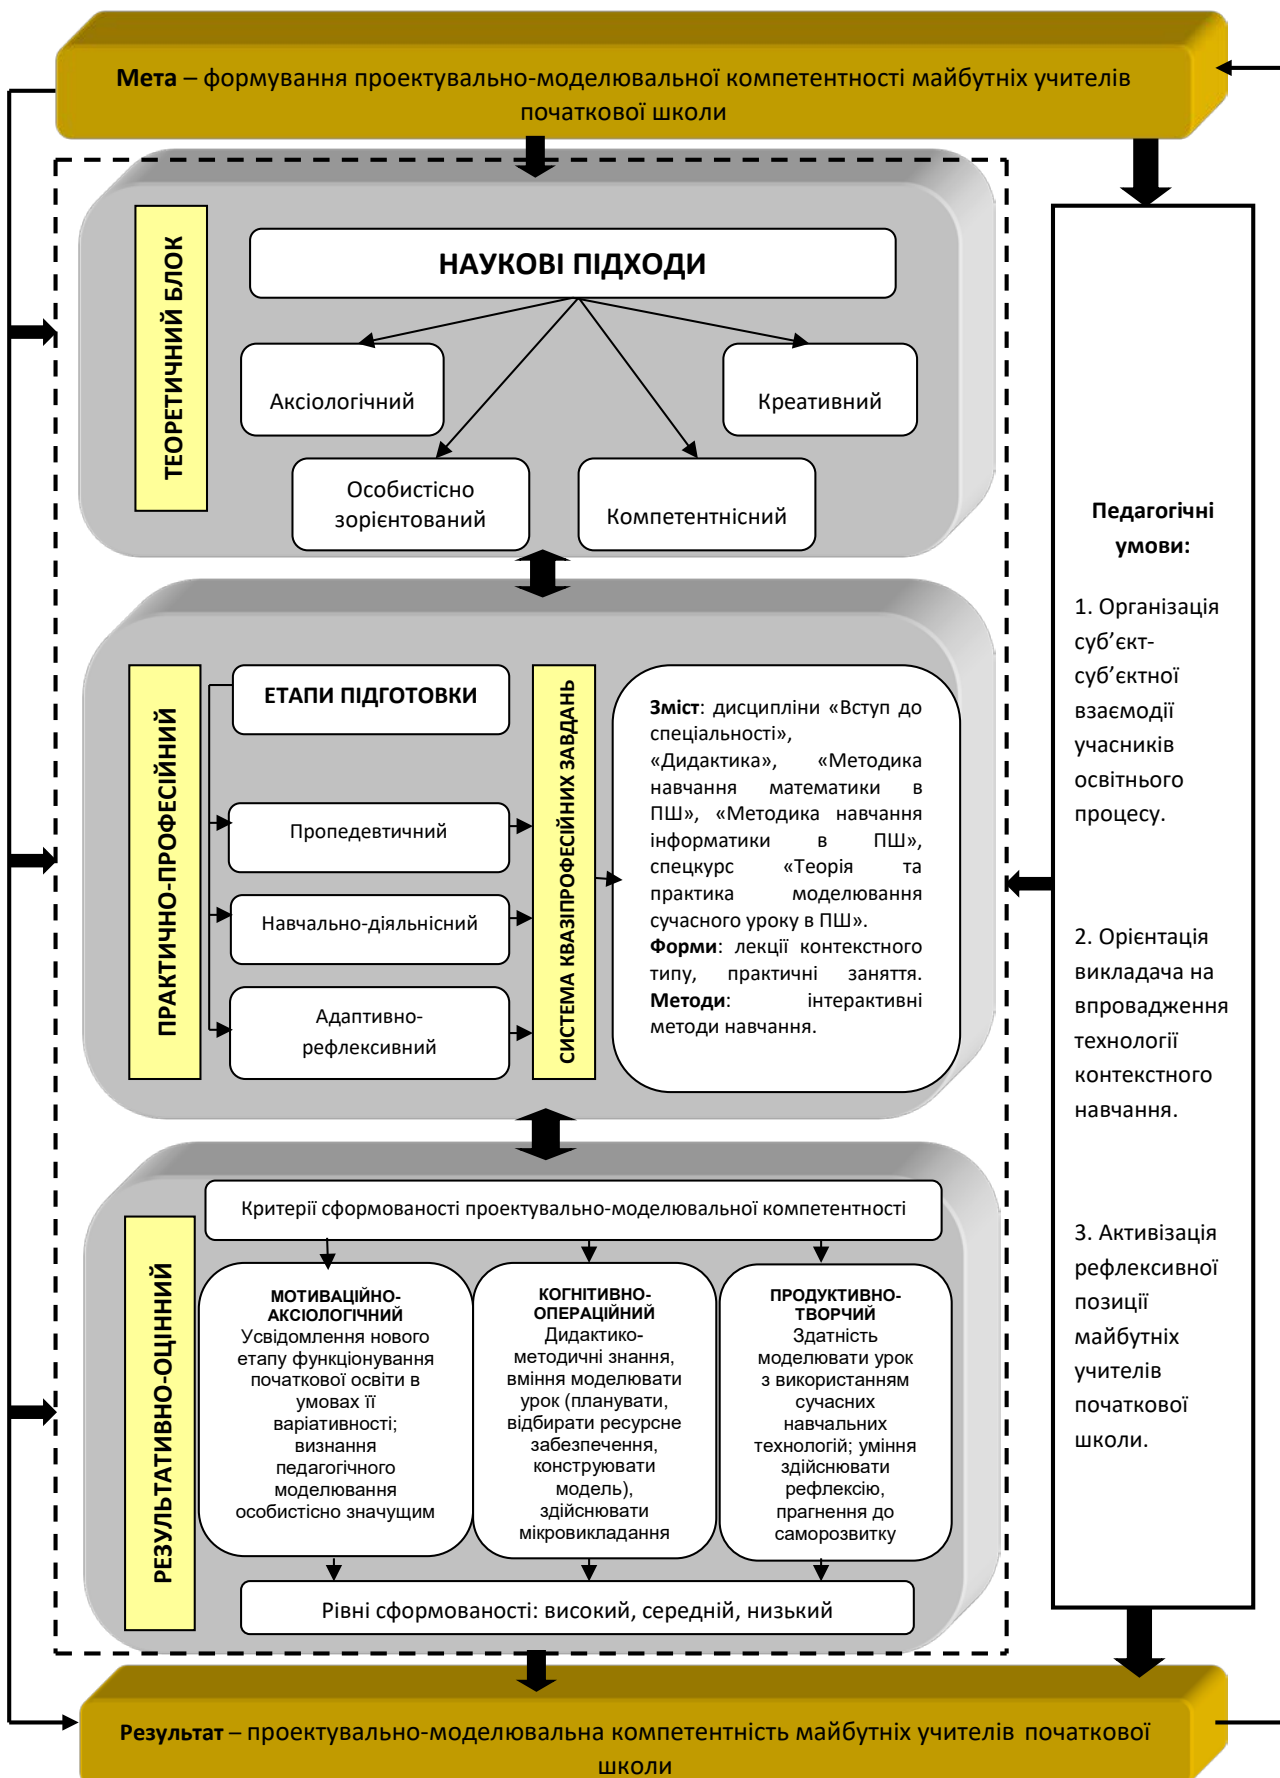 Мета – формування проектувально-моделювальної компетентності майбутніх учителів
початкової школи
ТЕОРЕТИЧНИЙ БЛОК
НАУКОВІ ПІДХОДИ
Аксіологічний
Креативний
Особистісно
зорієнтований
Компетентнісний
ПРАКТИЧНО-ПРОФЕСІЙНИЙ
ЕТАПИ ПІДГОТОВКИ
Пропедевтичний
Навчально-діяльнісний
Адаптивно-
рефлексивний
СИСТЕМА КВАЗІПРОФЕСІЙНИХ ЗАВДАНЬ
Зміст: дисципліни «Вступ до
спеціальності»,
«Дидактика», «Методика
навчання математики в
ПШ», «Методика навчання
інформатики в ПШ»,
спецкурс «Теорія та
практика моделювання
сучасного уроку в ПШ».
Форми: лекції контекстного
типу, практичні заняття.
Методи: інтерактивні
методи навчання.
РЕЗУЛЬТАТИВНО-ОЦІННИЙ
Критерії сформованості проектувально-моделювальної компетентності
МОТИВАЦІЙНО-
АКСІОЛОГІЧНИЙ
Усвідомлення нового
етапу функціонування
початкової освіти в
умовах її
варіативності;
визнання
педагогічного
моделювання
особистісно значущим
КОГНІТИВНО-
ОПЕРАЦІЙНИЙ
Дидактико-
методичні знання,
вміння моделювати
урок (планувати,
відбирати ресурсне
забезпечення,
конструювати
модель),
здійснювати
мікровикладання
ПРОДУКТИВНО-
ТВОРЧИЙ
Здатність
моделювати урок
з використанням
сучасних
навчальних
технологій; уміння
здійснювати
рефлексію,
прагнення до
саморозвитку
Рівні сформованості: високий, середній, низький
Педагогічні
умови:
1. Організація
суб’єкт-
суб’єктної
взаємодії
учасників
освітнього
процесу.
2. Орієнтація
викладача на
впровадження
технології
контекстного
навчання.
3. Активізація
рефлексивної
позиції
майбутніх
учителів
початкової
школи.
Результат – проектувально-моделювальна компетентність майбутніх учителів початкової
школи